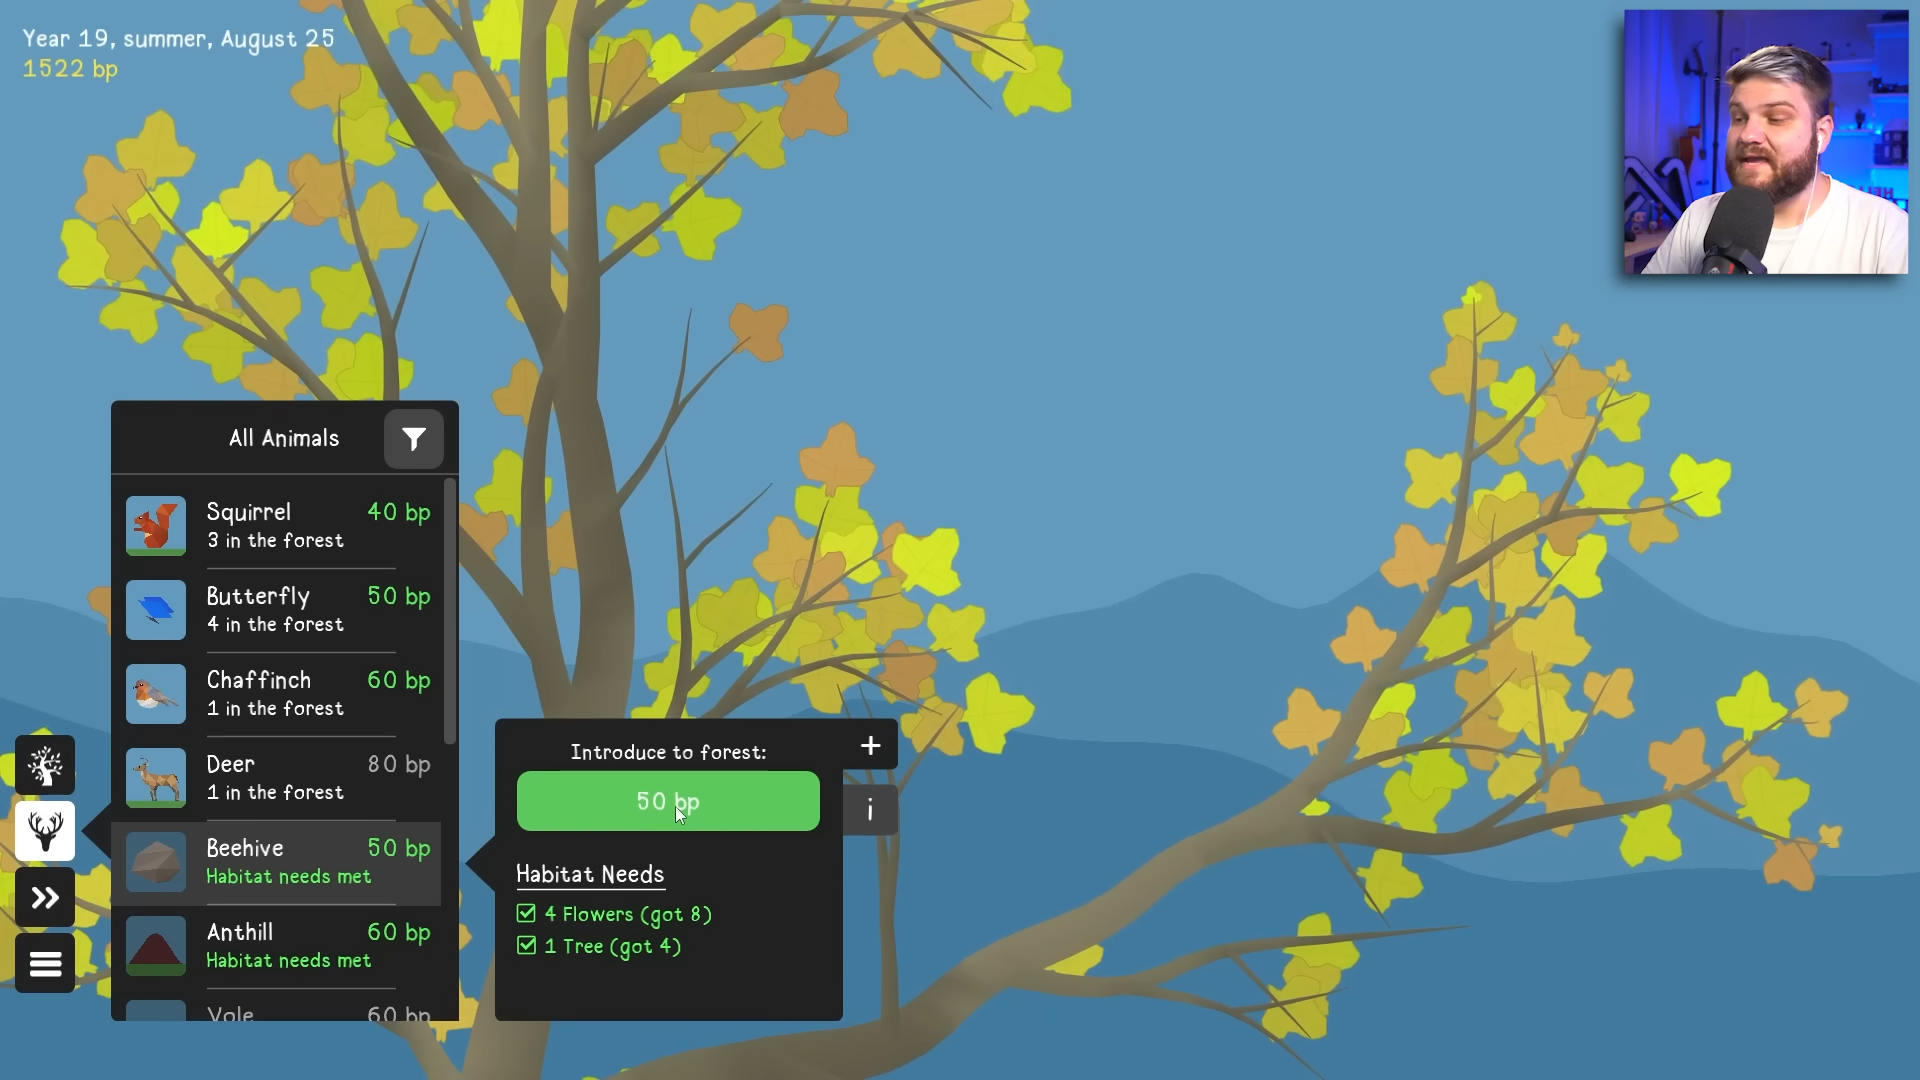 Year 19, summer, August 25
1522 bp
All Animals
Squirrel 40 bp
3 in the forest
Butterfly 50 bp
4 in the forest
Chaffinch 60 bp
1 in the forest
Deer 80 bp
1 in the forest
Beehive 50 bp
Habitat needs met
Anthill 60 bp
Habitat needs met
Vole 60 bp
Introduce to forest:
50 bp
i
Habitat Needs
4 Flowers (got 8)
1 Tree (got 4)